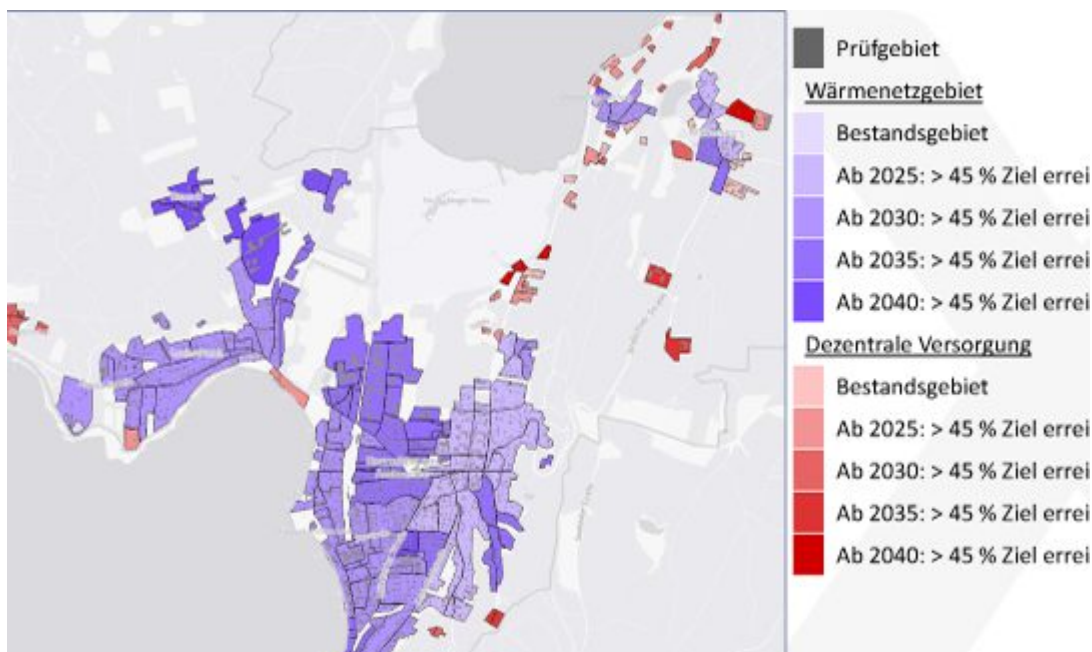 Prüfgebiet
Wärmenetzgebiet
Bestandsgebiet
Ab 2025: > 45 % Ziel errei
Ab 2030: > 45 % Ziel errei
Ab 2035: > 45 % Ziel errei
Ab 2040: > 45 % Ziel errei
Dezentrale Versorgung
Bestandsgebiet
Ab 2025: > 45 % Ziel errei
Ab 2030: > 45 % Ziel errei
Ab 2035: > 45 % Ziel errei
Ab 2040: > 45 % Ziel errei